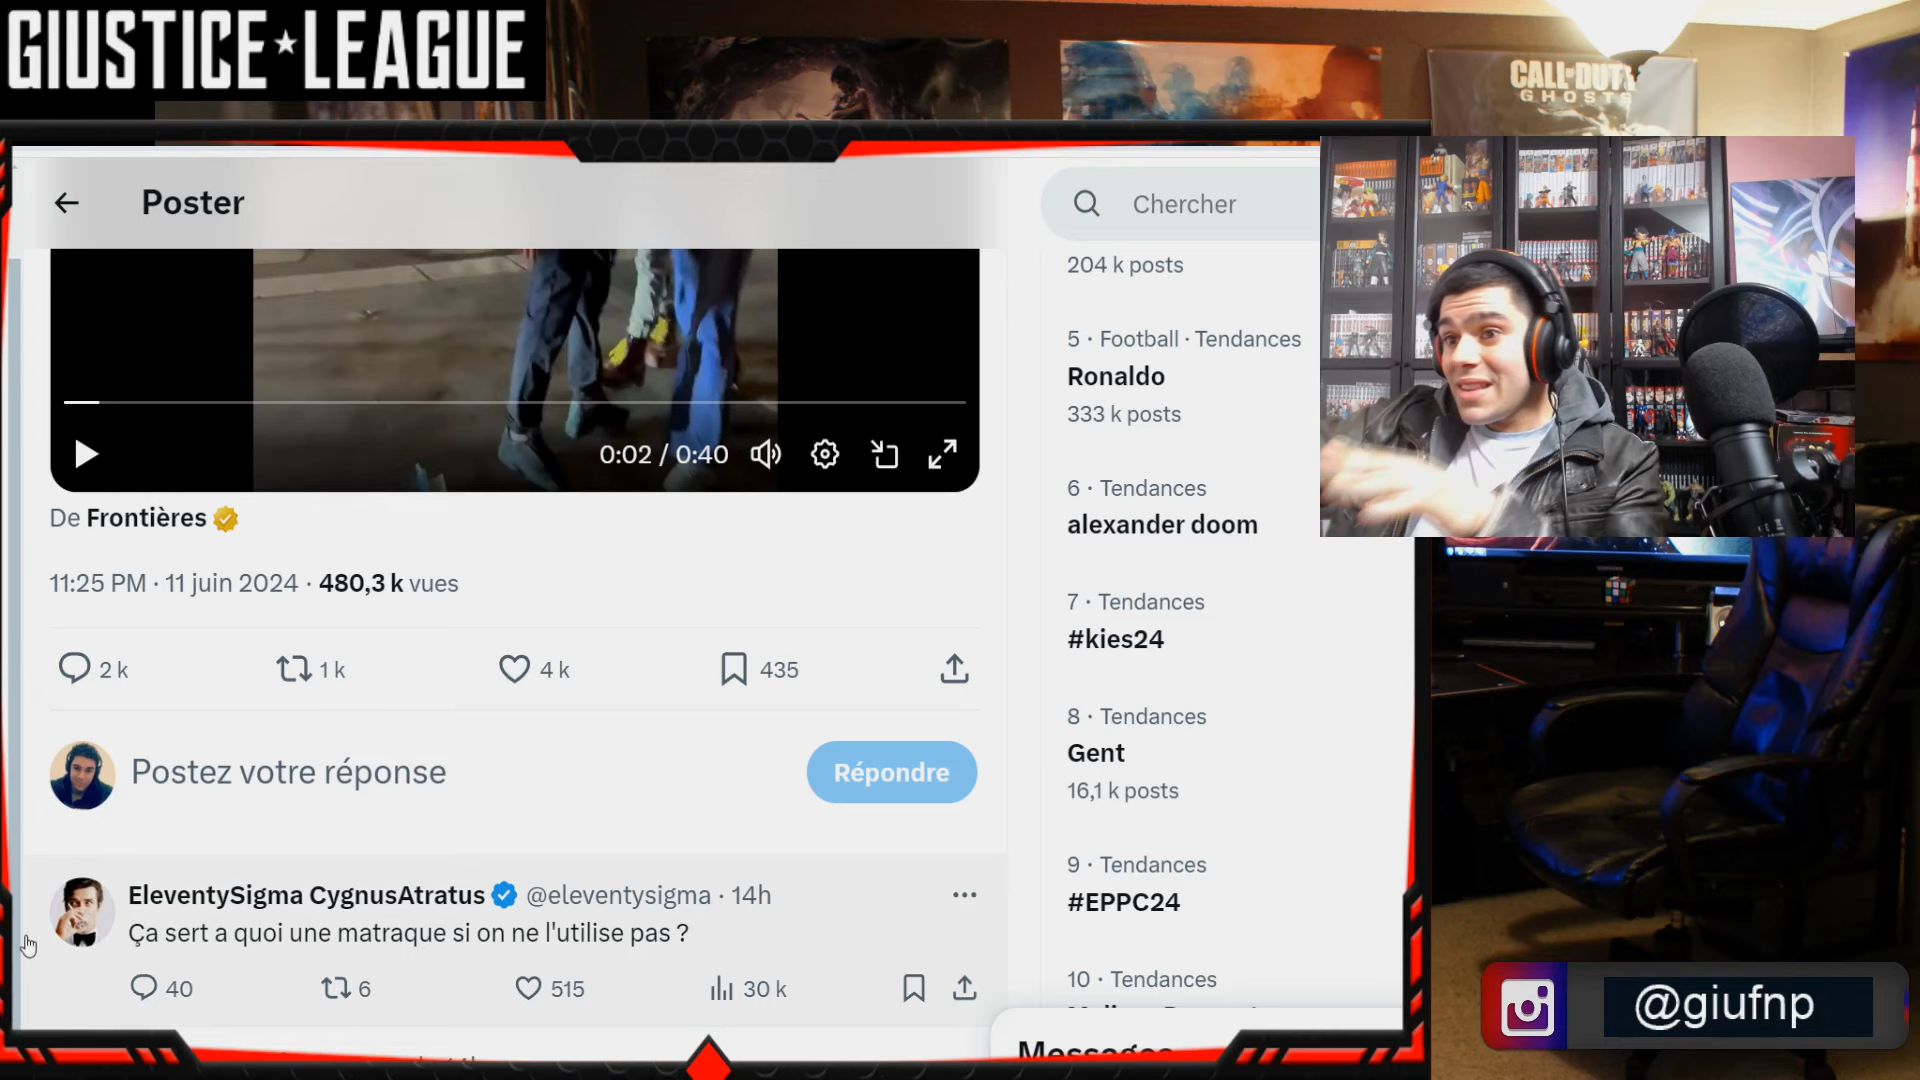 GIUSTICE★LEAGUE
CALL OF DUTY
GHOSTS
Poster
Chercher
204 k posts
5 · Football · Tendances
Ronaldo
333 k posts
0:02 / 0:40
De Frontières
6 · Tendances
alexander doom
11:25 PM · 11 juin 2024 · 480,3 k vues
7 · Tendances
#kies24
2 k
1 k
4 k
435
8 · Tendances
Gent
16,1 k posts
Postez votre réponse
Répondre
9 · Tendances
#EPPC24
EleventySigma CygnusAtratus @eleventysigma · 14h
Ça sert a quoi une matraque si on ne l'utilise pas ?
10 · Tendances
40
6
515
30 k
Messages
@giufnp